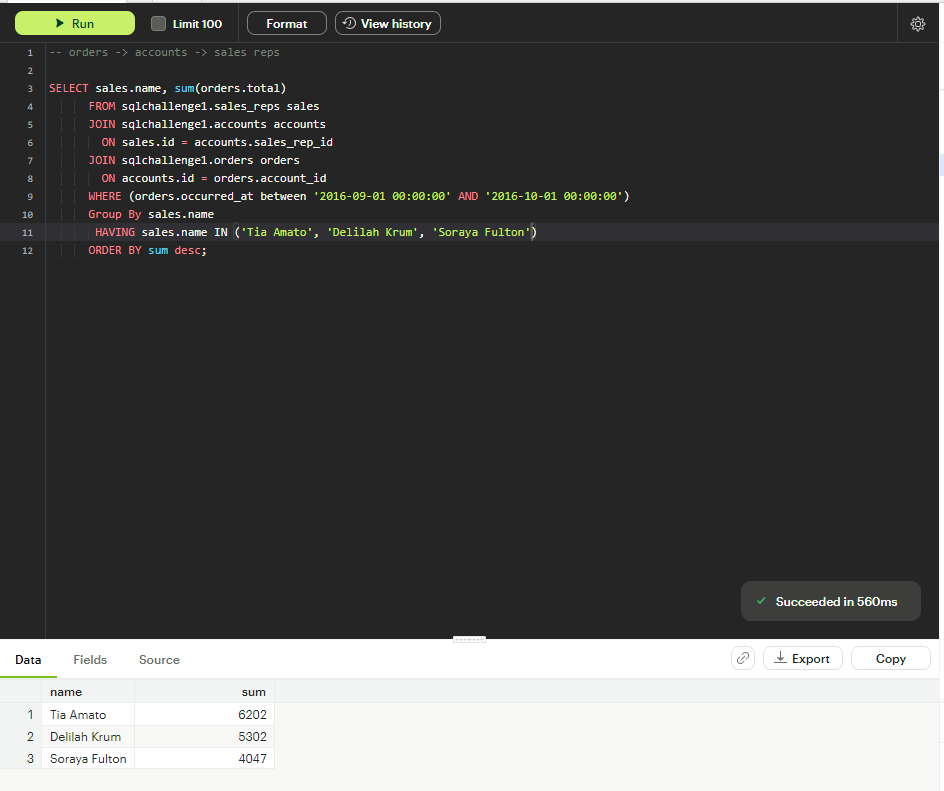 Run Limit 100 Format View history
1 -- orders -> accounts -> sales reps
2
3 SELECT sales.name, sum(orders.total)
4 FROM sqlchallenge1.sales_reps sales
5 JOIN sqlchallenge1.accounts accounts
6 ON sales.id = accounts.sales_rep_id
7 JOIN sqlchallenge1.orders orders
8 ON accounts.id = orders.account_id
9 WHERE (orders.occurred_at between '2016-09-01 00:00:00' AND '2016-10-01 00:00:00')
10 Group By sales.name
11 HAVING sales.name IN ('Tia Amato', 'Delilah Krum', 'Soraya Fulton')
12 ORDER BY sum desc;
Succeeded in 560ms
Data Fields Source Export Copy
name sum
1 Tia Amato 6202
2 Delilah Krum 5302
3 Soraya Fulton 4047